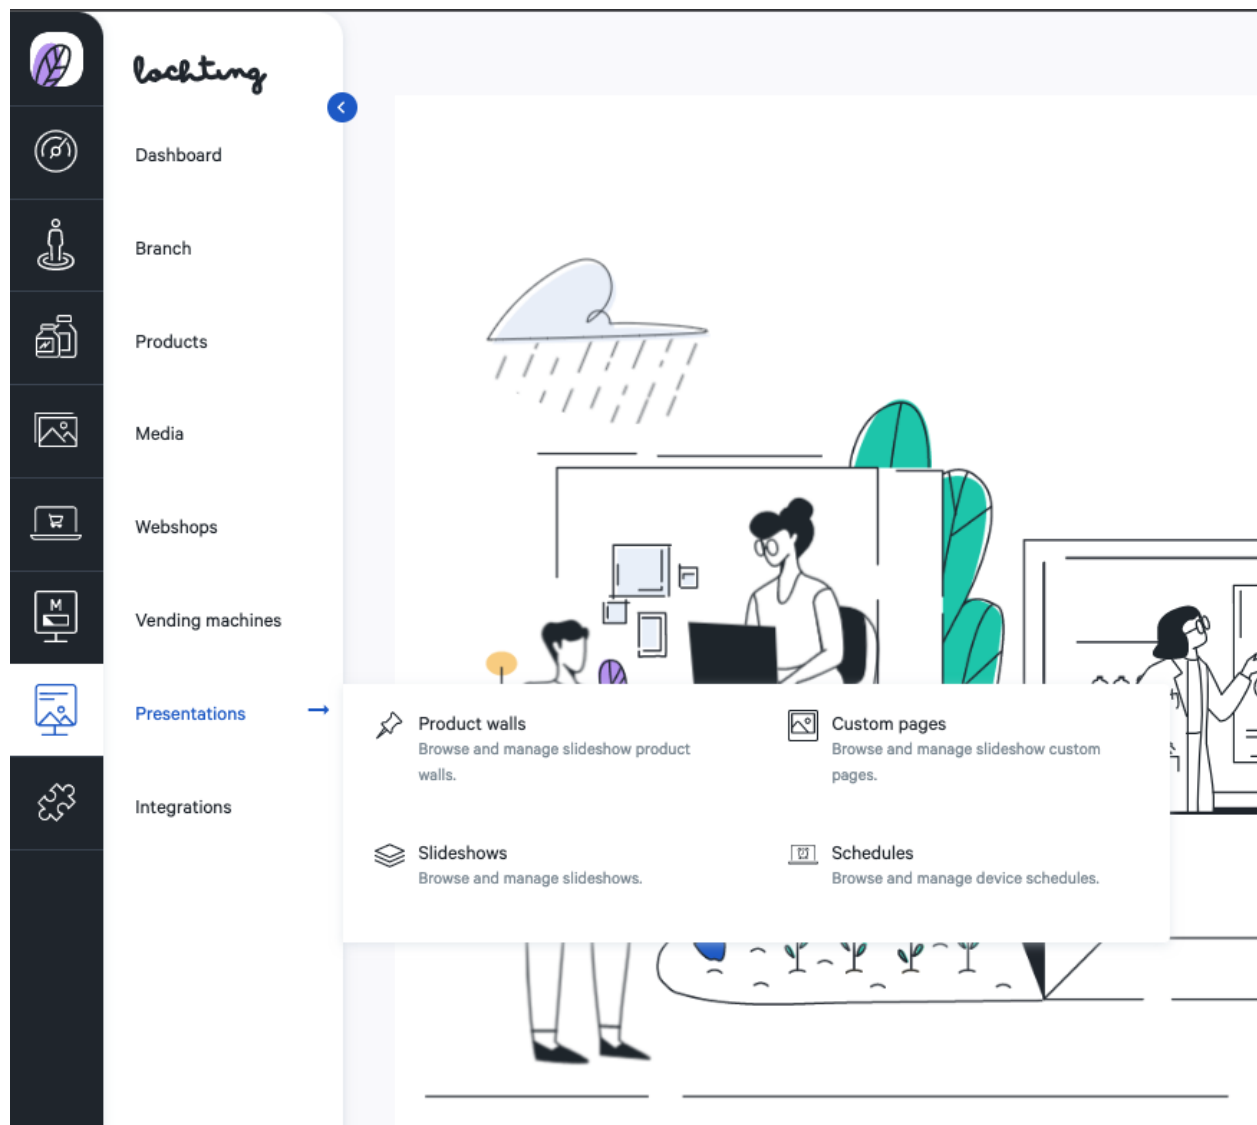 lochting
Dashboard
Branch
Products
Media
Webshops
M
Vending machines
Presentations
Product walls
Browse and manage slideshow product
walls.
Custom pages
Browse and manage slideshow custom
pages.
Slideshows
Browse and manage slideshows.
Schedules
Browse and manage device schedules.
Integrations